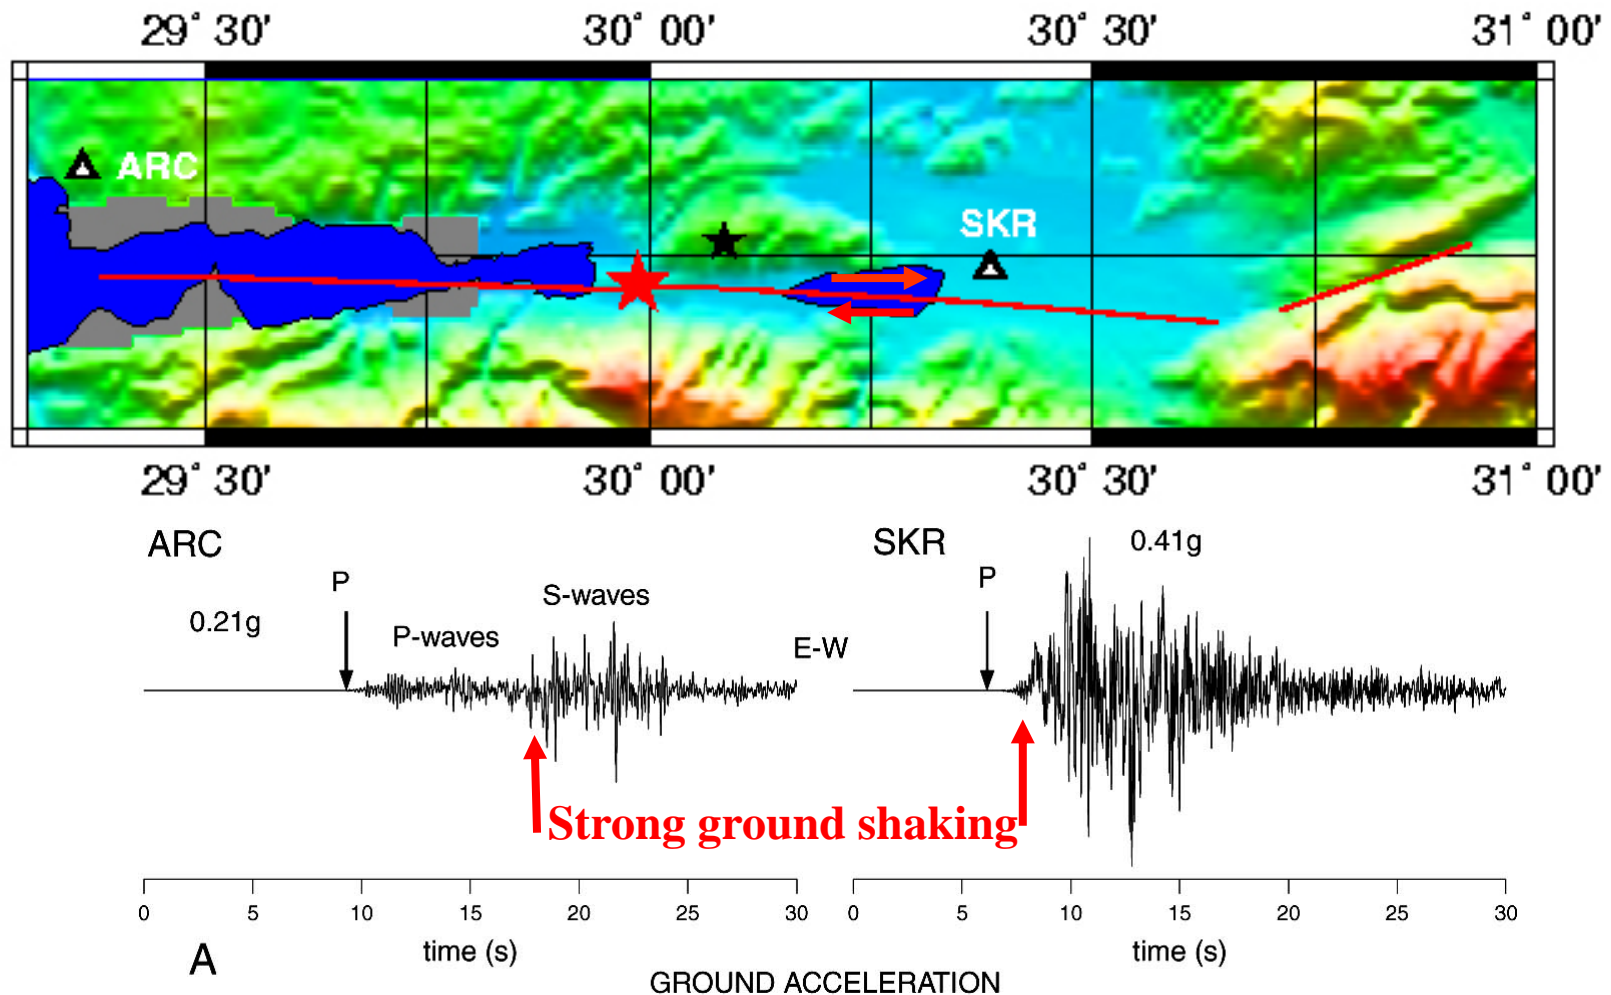 29° 30' 30° 00' 30° 30' 31° 00'
ARC
SKR
29° 30' 30° 00' 30° 30' 31° 00'
ARC
SKR
0.41g
P
P
S-waves
0.21g
P-waves
E-W
Strong ground shaking
0 5 10 15 20 25 30
0 5 10 15 20 25 30
time (s)
time (s)
A
GROUND ACCELERATION